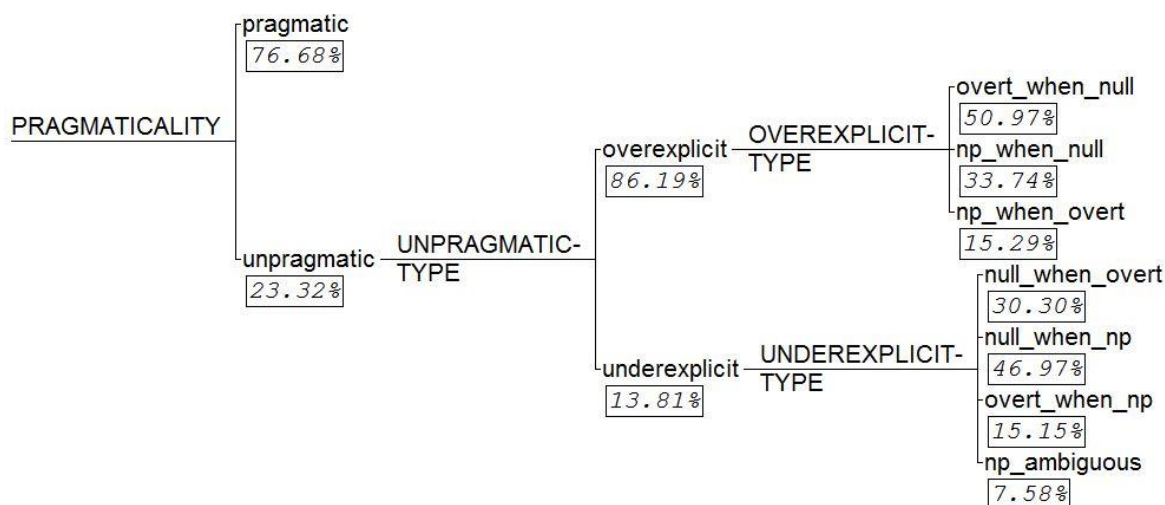 pragmatic
76.68%
PRAGMATICALITY
unpragmatic
23.32%
UNPRAGMATIC-
TYPE
overexplicit
86.19%
OVEREXPLICIT-
TYPE
overt_when_null
50.97%
np_when_null
33.74%
np_when_overt
15.29%
underexplicit
13.81%
UNDEREXPLICIT-
TYPE
null_when_overt
30.30%
null_when_np
46.97%
overt_when_np
15.15%
np_ambiguous
7.58%